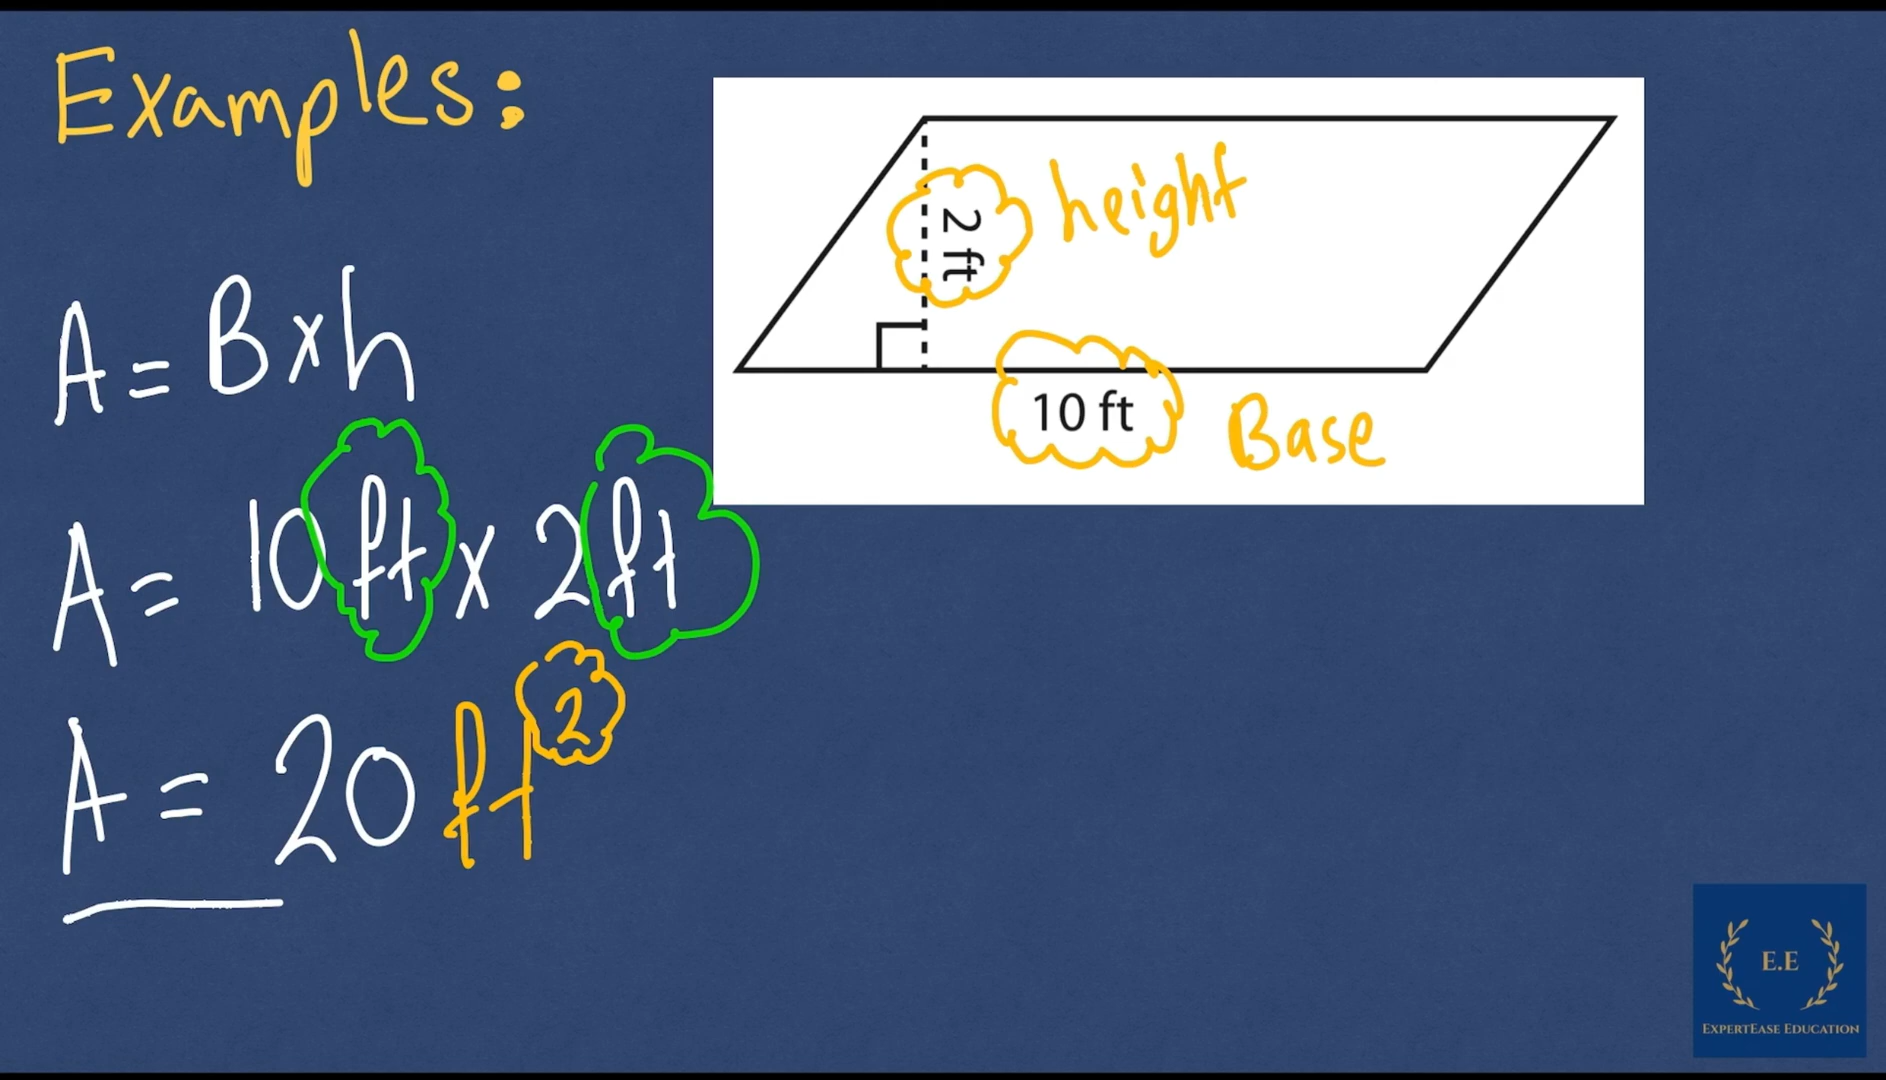 Examples:
2 ft
height
10 ft
Base
A = B x h
A = 10 ft x 2 ft
A = 20 ft²
E.E
EXPERTEASE EDUCATION